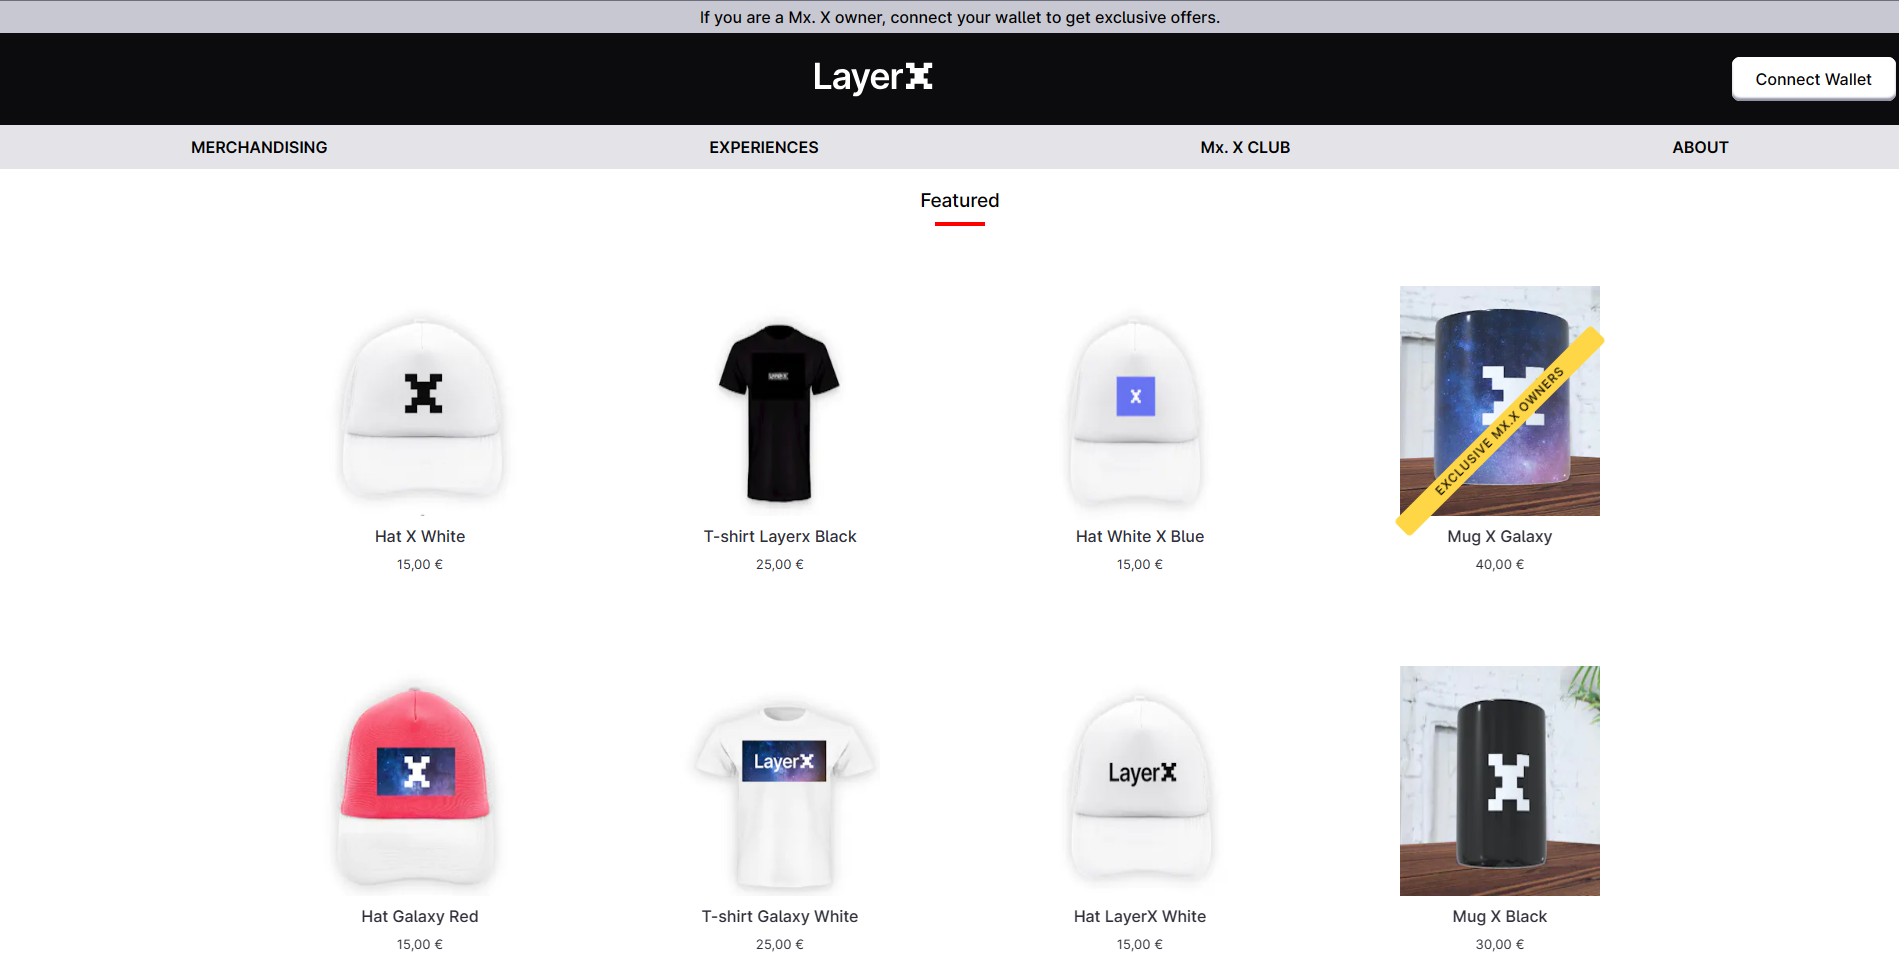 If you are a Mx. X owner, connect your wallet to get exclusive offers.
LayerX
Connect Wallet
MERCHANDISING
EXPERIENCES
Mx. X CLUB
ABOUT
Featured
X
LayerX
X
X
EXCLUSIVE MX.X OWNERS
Hat X White
T-shirt Layerx Black
Hat White X Blue
Mug X Galaxy
15,00 €
25,00 €
15,00 €
40,00 €
X
LayerX
LayerX
X
Hat Galaxy Red
T-shirt Galaxy White
Hat LayerX White
Mug X Black
15,00 €
25,00 €
15,00 €
30,00 €